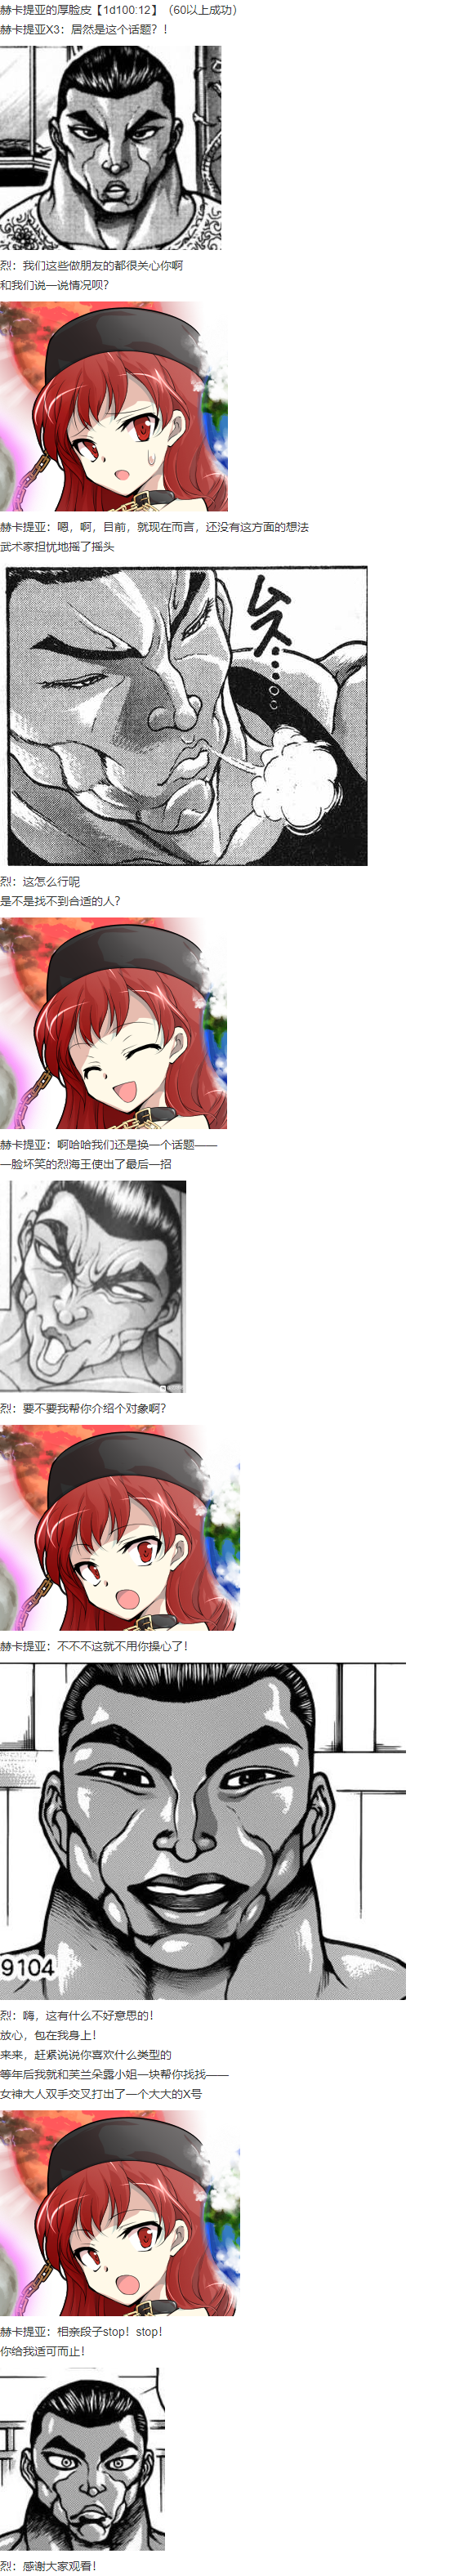 赫卡提亚的厚脸皮【1d100:12】（60以上成功）
赫卡提亚X3：居然是这个话题？！
烈：我们这些做朋友的都很关心你啊
和我们说一说情况呗？
赫卡提亚：嗯，啊，目前，就现在而言，还没有这方面的想法
武术家担忧地摇了摇头
ムス…
烈：这怎么行呢
是不是找不到合适的人？
赫卡提亚：啊哈哈我们还是换一个话题——
一脸坏笑的烈海王使出了最后一招
烈：要不要我帮你介绍个对象啊？
赫卡提亚：不不不这就不用你操心了！
9104
烈：嗨，这有什么不好意思的！
放心，包在我身上！
来来，赶紧说说你喜欢什么类型的
等年后我就和芙兰朵露小姐一块帮你找找——
女神大人双手交叉打出了一个大大的X号
赫卡提亚：相亲段子stop！stop！
你给我适可而止！
烈：感谢大家观看！